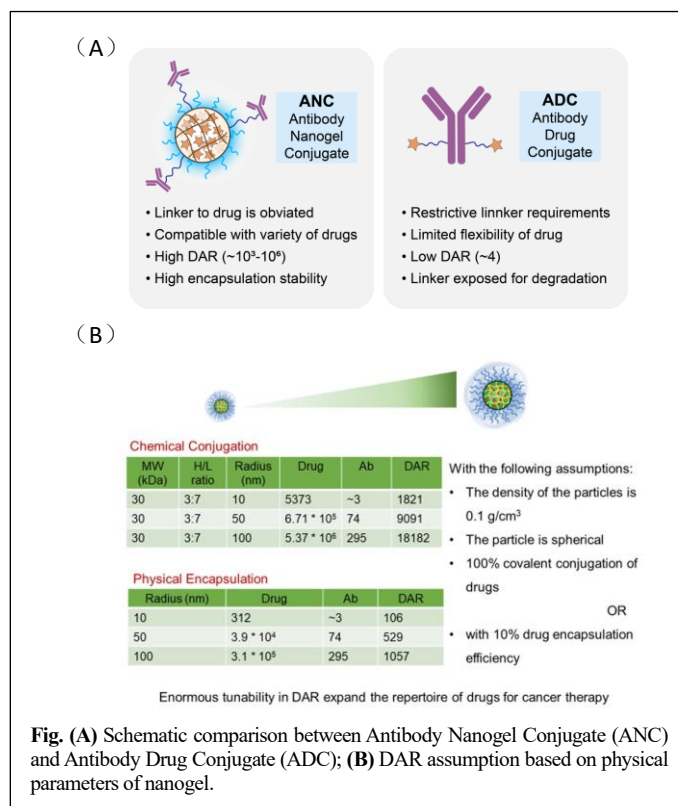 （A）
ANC
Antibody
Nanogel
Conjugate
• Linker to drug is obviated
• Compatible with variety of drugs
• High DAR (~10³-10⁶)
• High encapsulation stability
ADC
Antibody
Drug
Conjugate
• Restrictive linnker requirements
• Limited flexibility of drug
• Low DAR (~4)
• Linker exposed for degradation
（B）
Chemical Conjugation
MW (kDa) H/L ratio Radius (nm) Drug Ab DAR
30 3:7 10 5373 ~3 1821
30 3:7 50 6.71 * 10⁵ 74 9091
30 3:7 100 5.37 * 10⁶ 295 18182
Physical Encapsulation
Radius (nm) Drug Ab DAR
10 312 ~3 106
50 3.9 * 10⁴ 74 529
100 3.1 * 10⁵ 295 1057
With the following assumptions:
• The density of the particles is
0.1 g/cm³
• The particle is spherical
• 100% covalent conjugation of
drugs
OR
• with 10% drug encapsulation
efficiency
Enormous tunability in DAR expand the repertoire of drugs for cancer therapy
Fig. (A) Schematic comparison between Antibody Nanogel Conjugate (ANC)
and Antibody Drug Conjugate (ADC); (B) DAR assumption based on physical
parameters of nanogel.